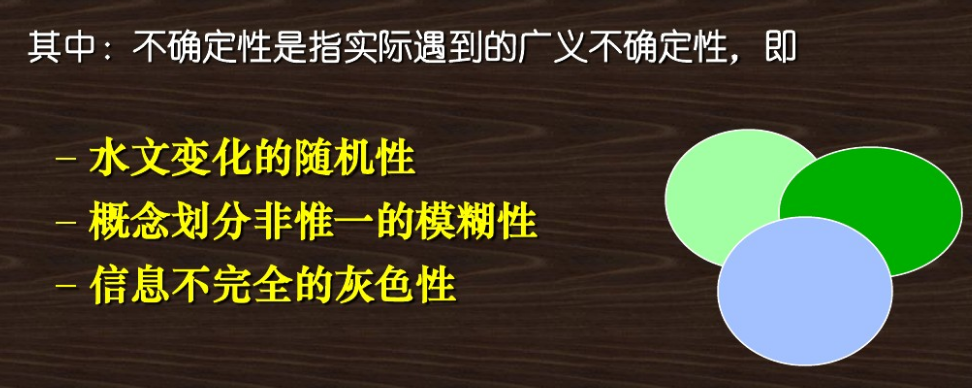 其中：不确定性是指实际遇到的广义不确定性，即
– 水文变化的随机性
– 概念划分非惟一的模糊性
– 信息不完全的灰色性